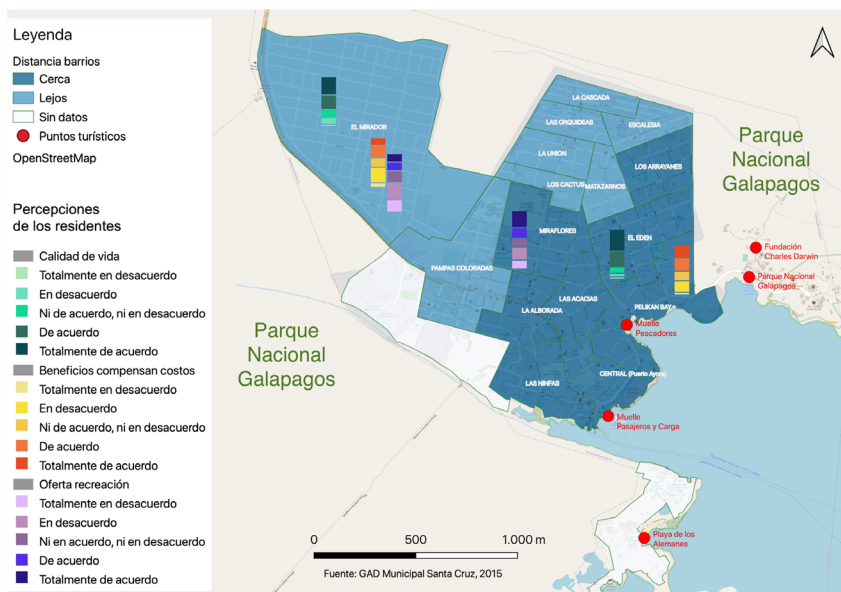 Leyenda
Distancia barrios
Cerca
Lejos
Sin datos
Puntos turísticos
OpenStreetMap
Percepciones
de los residentes
Calidad de vida
Totalmente en desacuerdo
En desacuerdo
Ni de acuerdo, ni en desacuerdo
De acuerdo
Totalmente de acuerdo
Beneficios compensan costos
Totalmente en desacuerdo
En desacuerdo
Ni de acuerdo, ni en desacuerdo
De acuerdo
Totalmente de acuerdo
Oferta recreación
Totalmente en desacuerdo
En desacuerdo
Ni en acuerdo, ni en desacuerdo
De acuerdo
Totalmente de acuerdo
LA CASCADA
LAS ORQUIDEAS
ESCALESIA
EL MIRADOR
LA UNION
LOS ARRAYANES
LOS CACTUS
MATAZARNOS
MIRAFLORES
EL EDEN
PAMPAS COLORADAS
LAS ACACIAS
PELIKAN BAY
LA ALBORADA
CENTRAL (Puerto Ayora)
LAS NINFAS
Parque
Nacional
Galapagos
Fundación
Charles Darwin
Parque Nacional
Galápagos
Muelle
Pescadores
Parque
Nacional
Galapagos
Muelle
Pasajeros y Carga
Playa de los
Alemanes
0 500 1.000 m
Fuente: GAD Municipal Santa Cruz, 2015